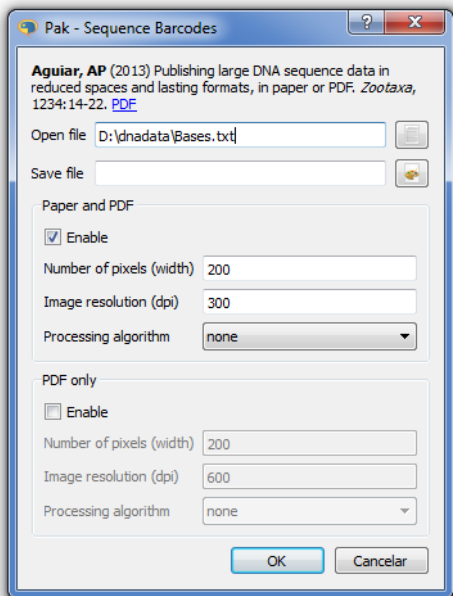 Pak - Sequence Barcodes
Aguiar, AP (2013) Publishing large DNA sequence data in
reduced spaces and lasting formats, in paper or PDF. Zootaxa,
1234:14-22. PDF
Open file D:\dnadata\Bases.txt
Save file
Paper and PDF
Enable
Number of pixels (width) 200
Image resolution (dpi) 300
Processing algorithm none
PDF only
Enable
Number of pixels (width) 200
Image resolution (dpi) 600
Processing algorithm none
OK Cancelar